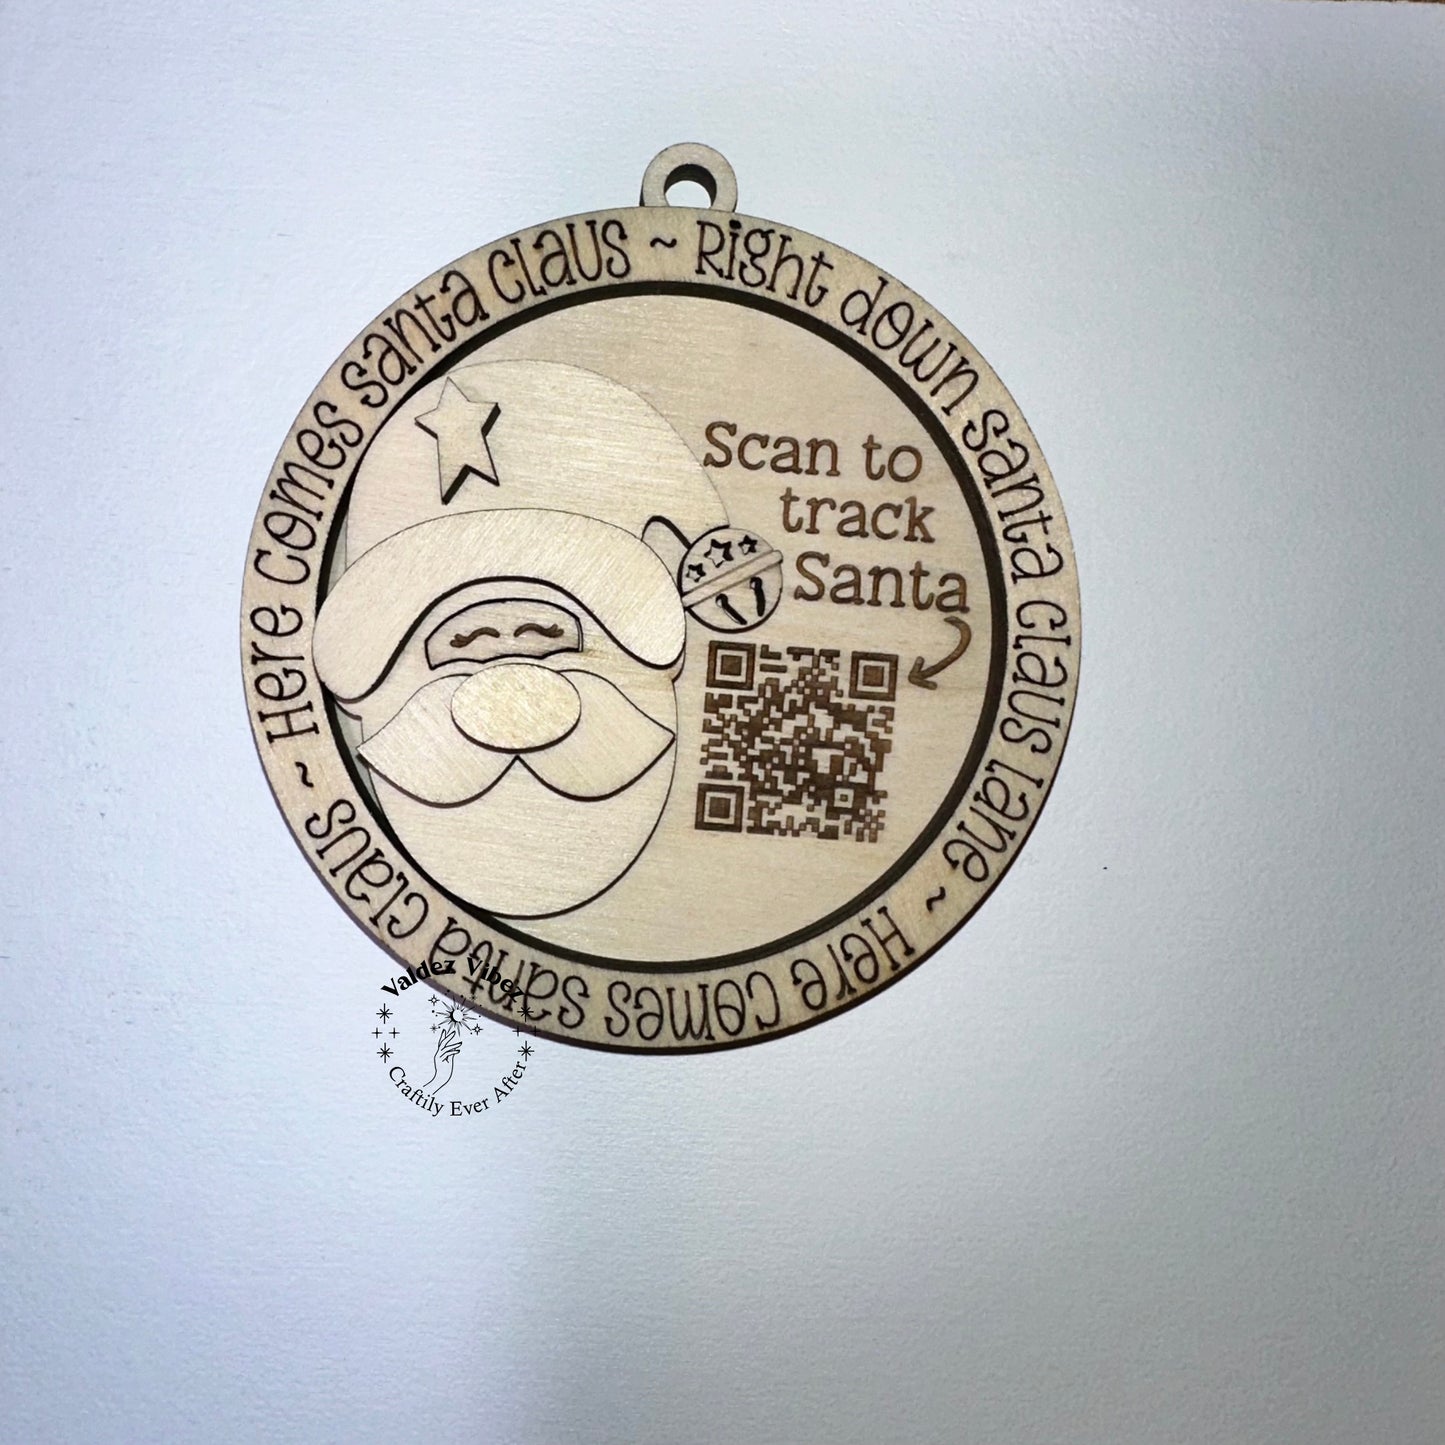 Here comes santa claus ~ Right down santa claus lane ~ Here comes santa claus ~
Scan to
track
Santa
Valdez Vibez
Craftily Ever After